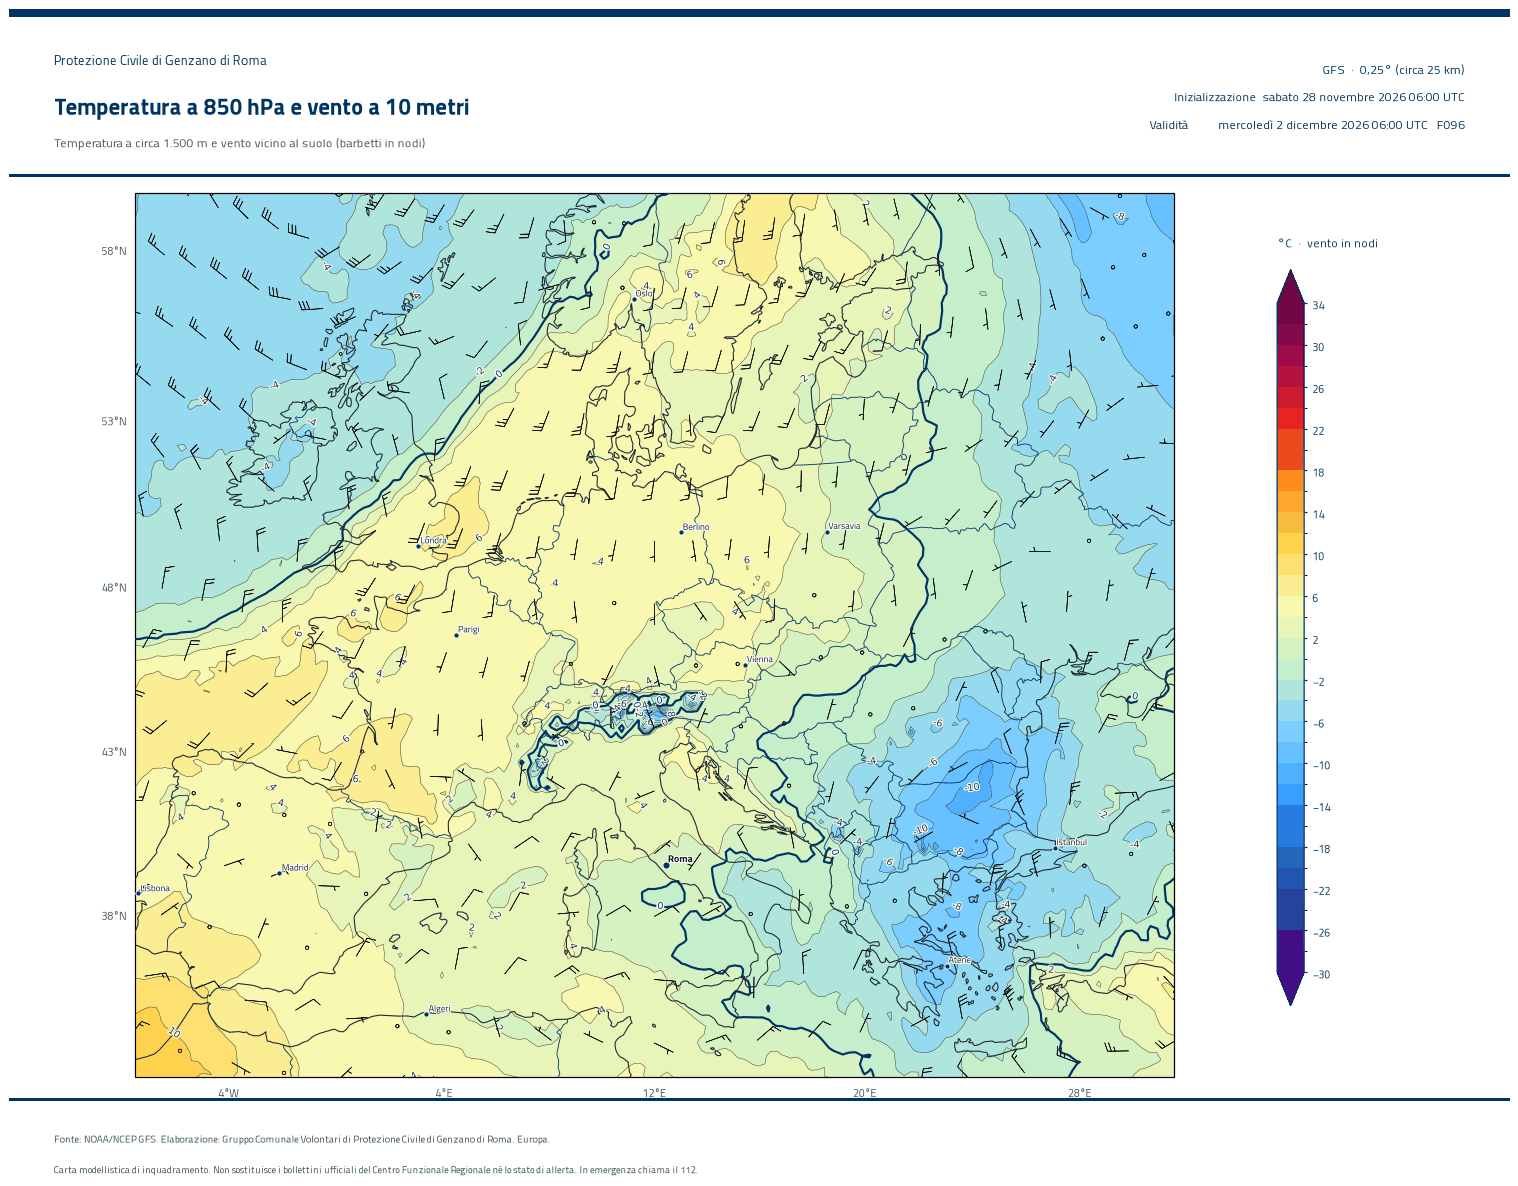 Protezione Civile di Genzano di Roma
Temperatura a 850 hPa e vento a 10 metri
Temperatura a circa 1.500 m e vento vicino al suolo (barbetti in nodi)
GFS · 0,25° (circa 25 km)
Inizializzazione sabato 28 novembre 2026 06:00 UTC
Validità mercoledì 2 dicembre 2026 06:00 UTC F096
°C · vento in nodi
34
30
26
22
18
14
10
6
2
−2
−6
−10
−14
−18
−22
−26
−30
58°N
53°N
48°N
43°N
38°N
4°W
4°E
12°E
20°E
28°E
Oslo
Berlino
Varsavia
Londra
Parigi
Vienna
Roma
Madrid
Lisbona
Istanbul
Atene
Algeri
Fonte: NOAA/NCEP GFS. Elaborazione: Gruppo Comunale Volontari di Protezione Civile di Genzano di Roma. Europa.
Carta modellistica di inquadramento. Non sostituisce i bollettini ufficiali del Centro Funzionale Regionale né lo stato di allerta. In emergenza chiama il 112.